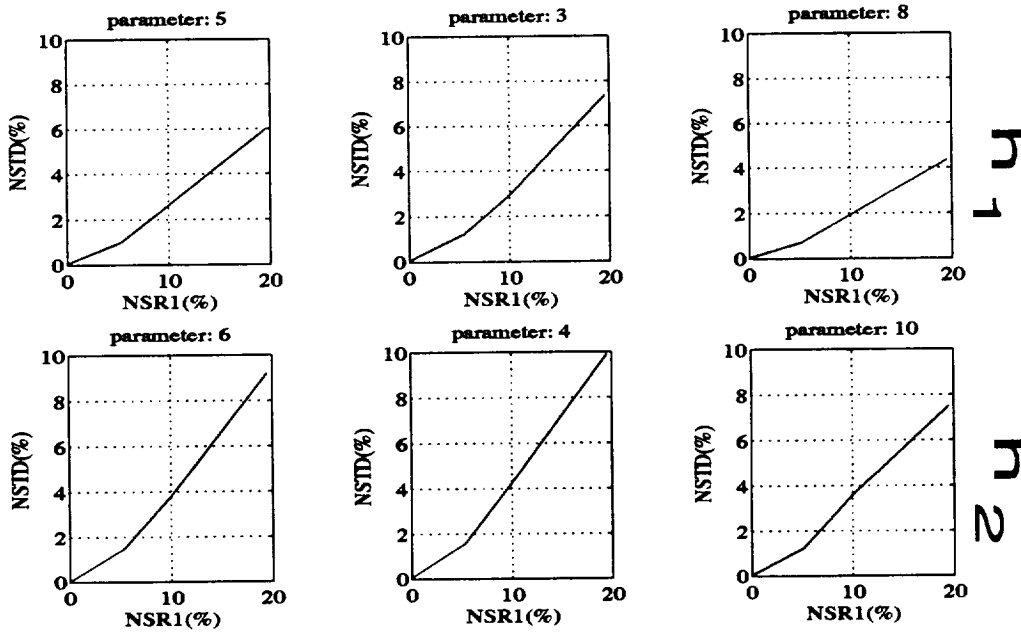 parameter: 5
10
8
6
4
2
0
NSTD(%)
0 10 20
NSR1(%)
parameter: 3
10
8
6
4
2
0
NSTD(%)
0 10 20
NSR1(%)
parameter: 8
10
8
6
4
2
0
NSTD(%)
0 10 20
NSR1(%)
h 1
parameter: 6
10
8
6
4
2
0
NSTD(%)
0 10 20
NSR1(%)
parameter: 4
10
8
6
4
2
0
NSTD(%)
0 10 20
NSR1(%)
parameter: 10
10
8
6
4
2
0
NSTD(%)
0 10 20
NSR1(%)
h 2